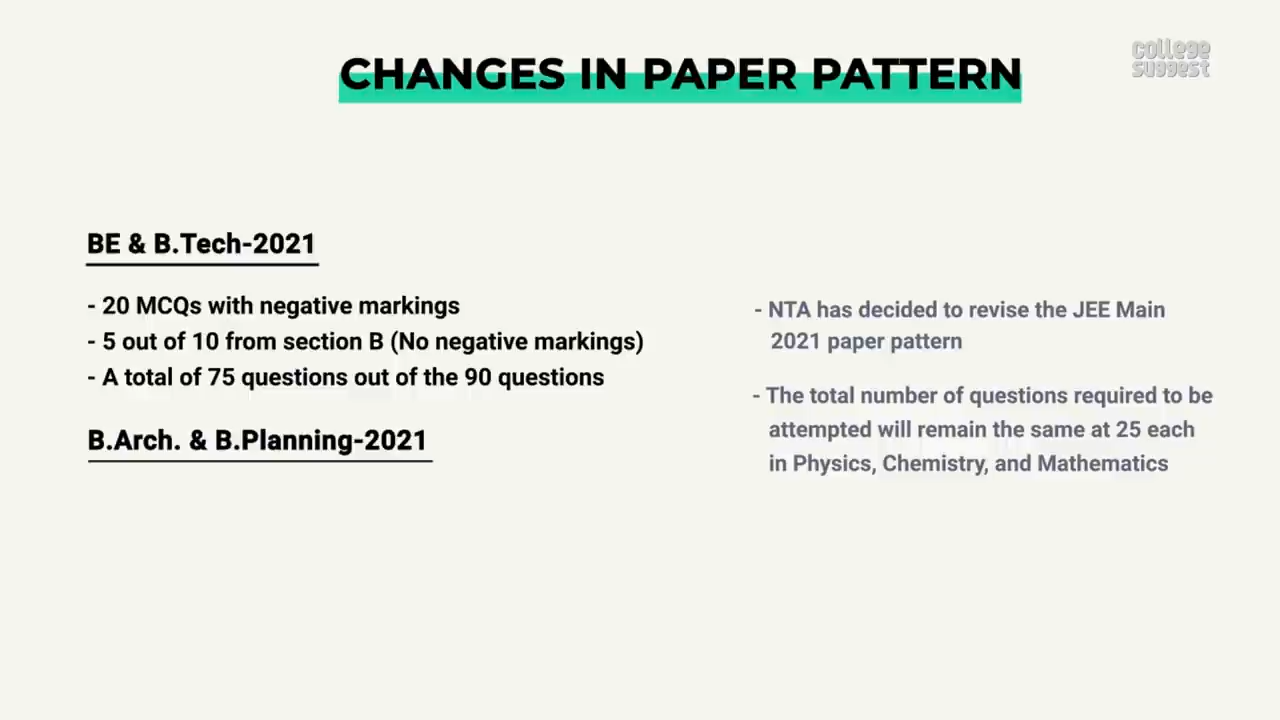 CHANGES IN PAPER PATTERN
college
suggest
BE & B.Tech-2021
- 20 MCQs with negative markings
- 5 out of 10 from section B (No negative markings)
- A total of 75 questions out of the 90 questions
B.Arch. & B.Planning-2021
- NTA has decided to revise the JEE Main
2021 paper pattern
- The total number of questions required to be
attempted will remain the same at 25 each
in Physics, Chemistry, and Mathematics